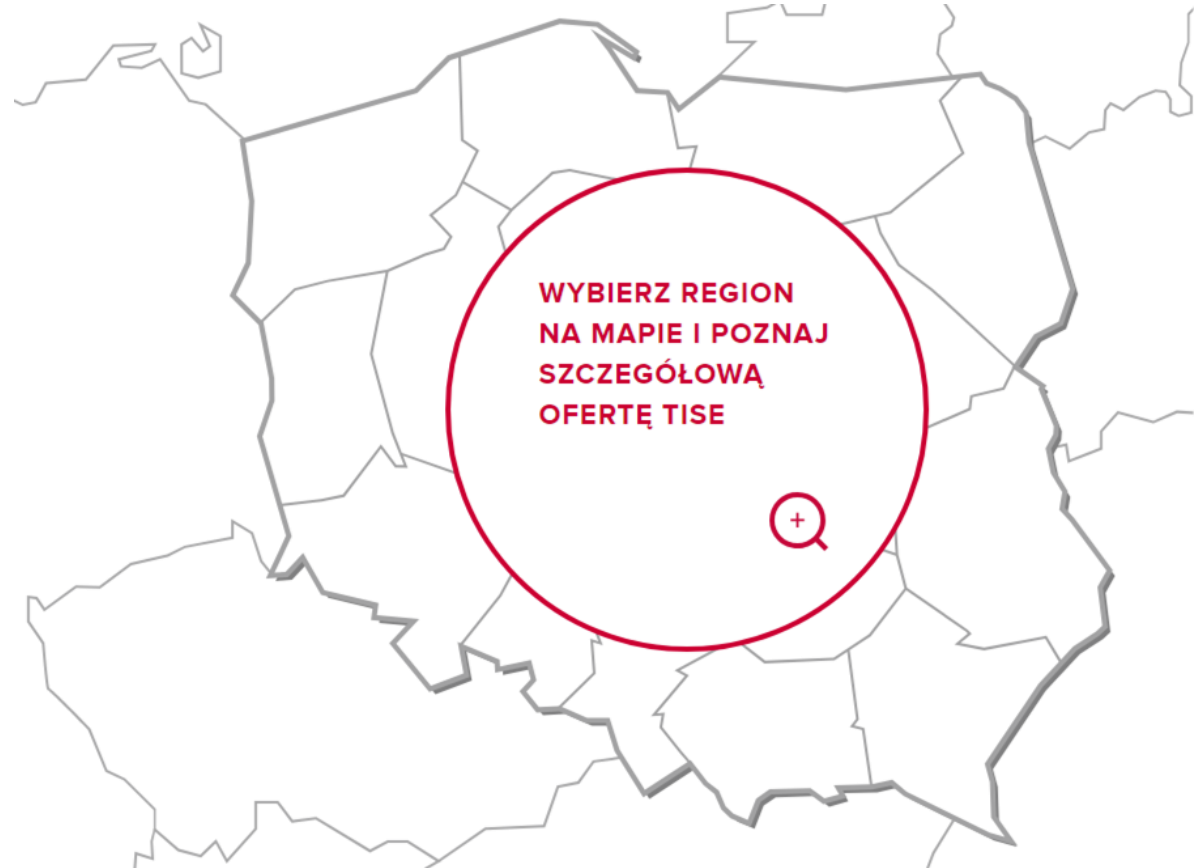 WYBIERZ REGION
NA MAPIE I POZNAJ
SZCZEGÓŁOWĄ
OFERTĘ TISE
+